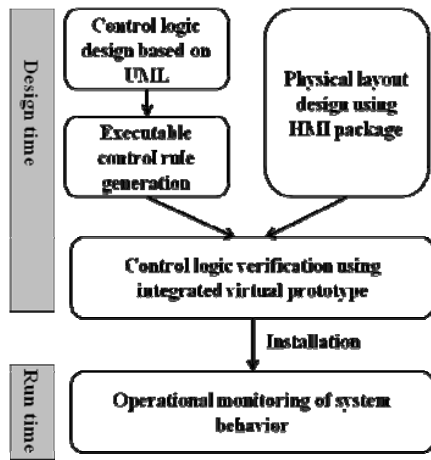 Design time
Control logic
design based on
UML
Physical layout
design using
HMI package
Executable
control rule
generation
Control logic verification using
integrated virtual prototype
Installation
Run time
Operational monitoring of system
behavior